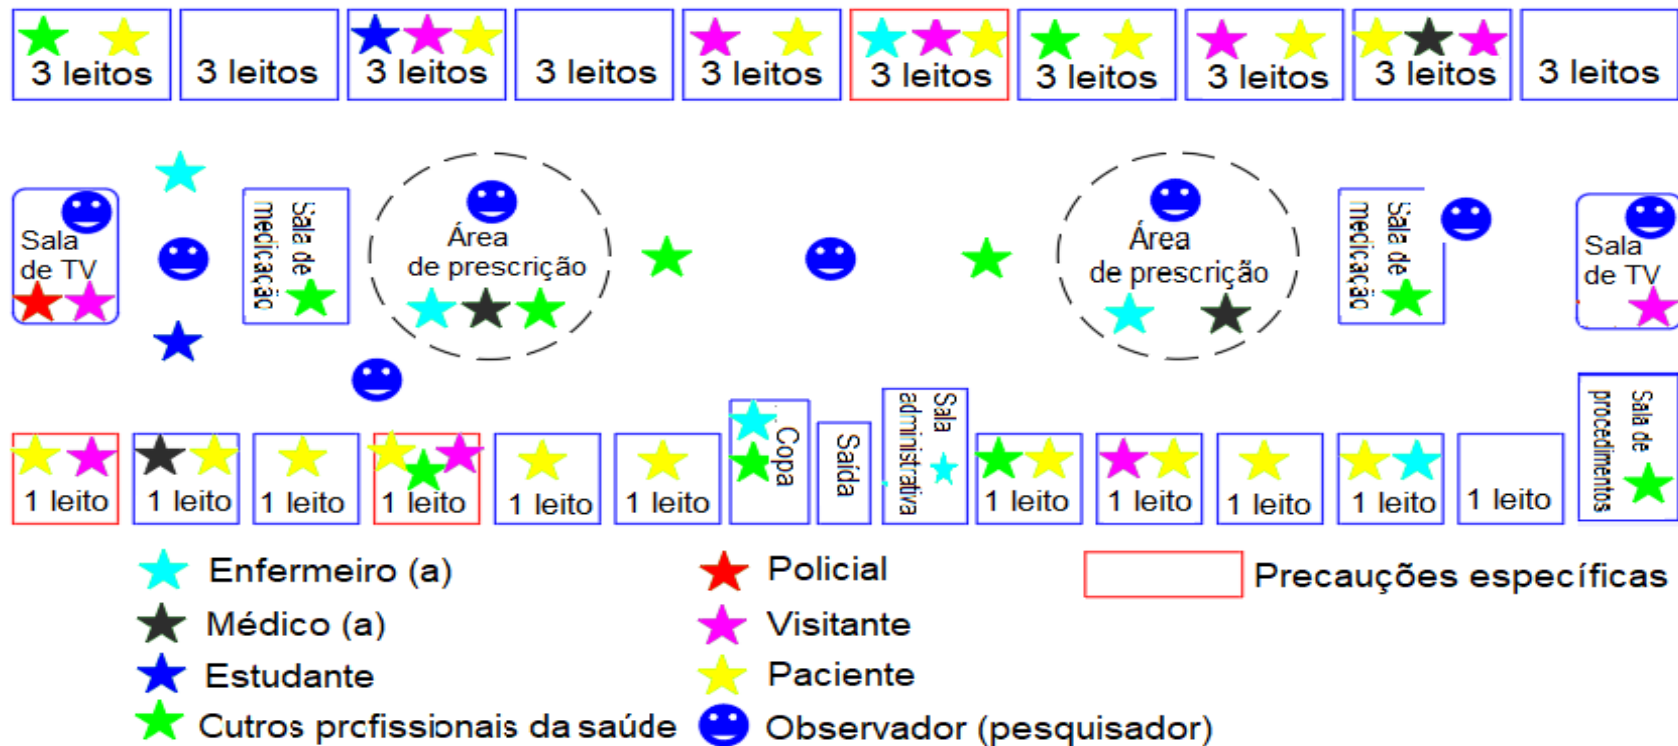 3 leitos
3 leitos
3 leitos
3 leitos
3 leitos
3 leitos
3 leitos
3 leitos
3 leitos
3 leitos
Sala
de TV
Sala de
medicação
Área
de prescrição
Área
de prescrição
Sala de
medicação
Sala
de TV
1 leito
1 leito
1 leito
1 leito
1 leito
1 leito
Copa
Saída
Sala
administrativa
1 leito
1 leito
1 leito
1 leito
1 leito
Sala de
procedimentos
Enfermeiro (a)
Policial
Precauções específicas
Médico (a)
Visitante
Estudante
Paciente
Cutros profissionais da saúde
Observador (pesquisador)